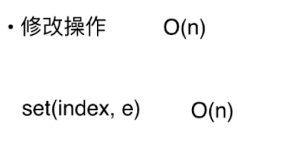 • 修改操作 O(n)
set(index, e) O(n)